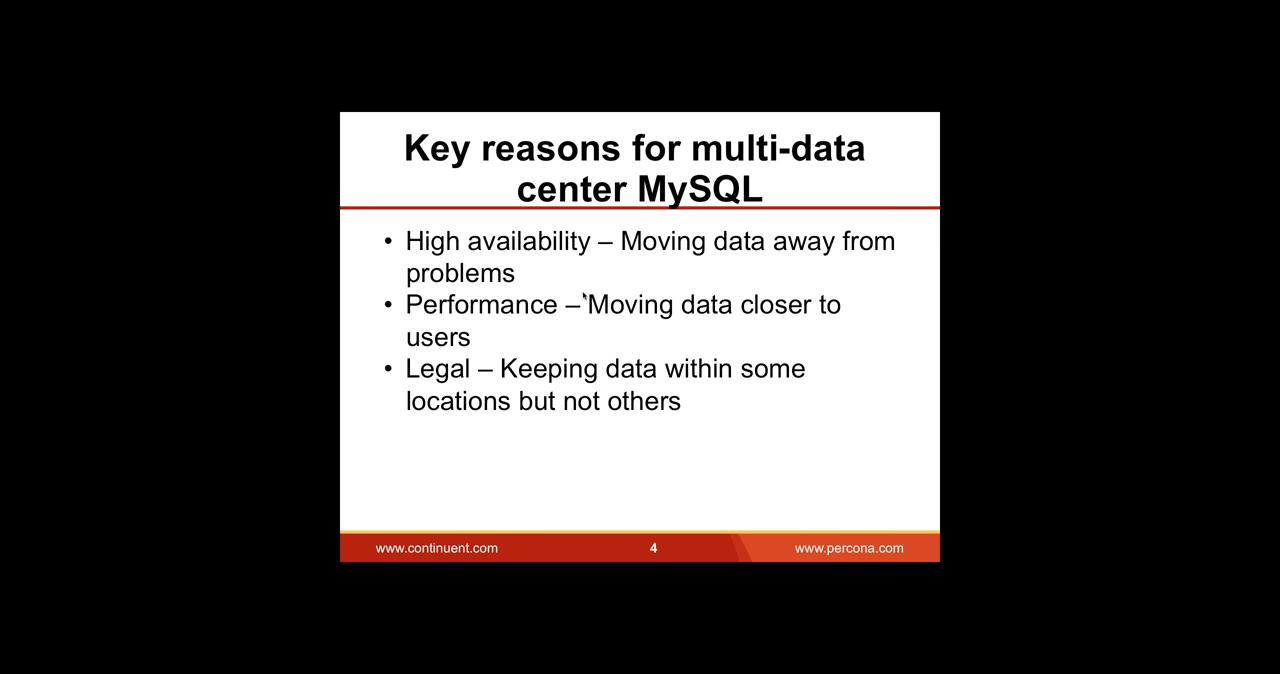 Key reasons for multi-data
center MySQL
• High availability – Moving data away from
problems
• Performance – Moving data closer to
users
• Legal – Keeping data within some
locations but not others
www.continuent.com
4
www.percona.com